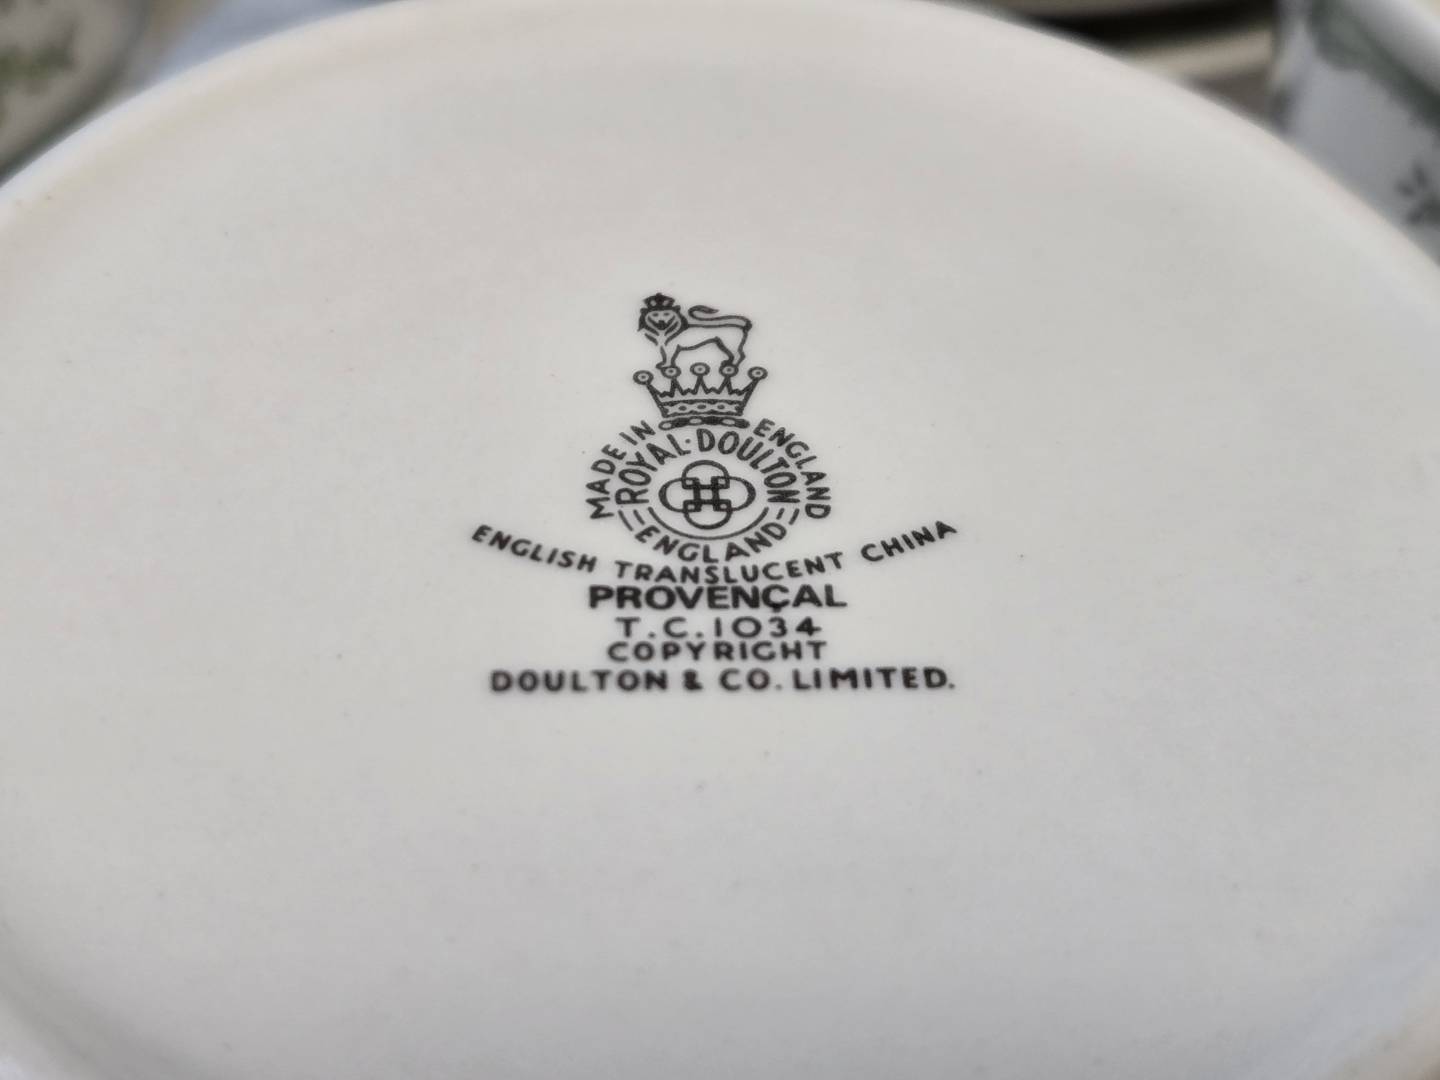 MADE IN ENGLAND
ROYAL·DOULTON
ENGLAND
ENGLISH TRANSLUCENT CHINA
PROVENÇAL
T.C.1034
COPYRIGHT
DOULTON & CO. LIMITED.